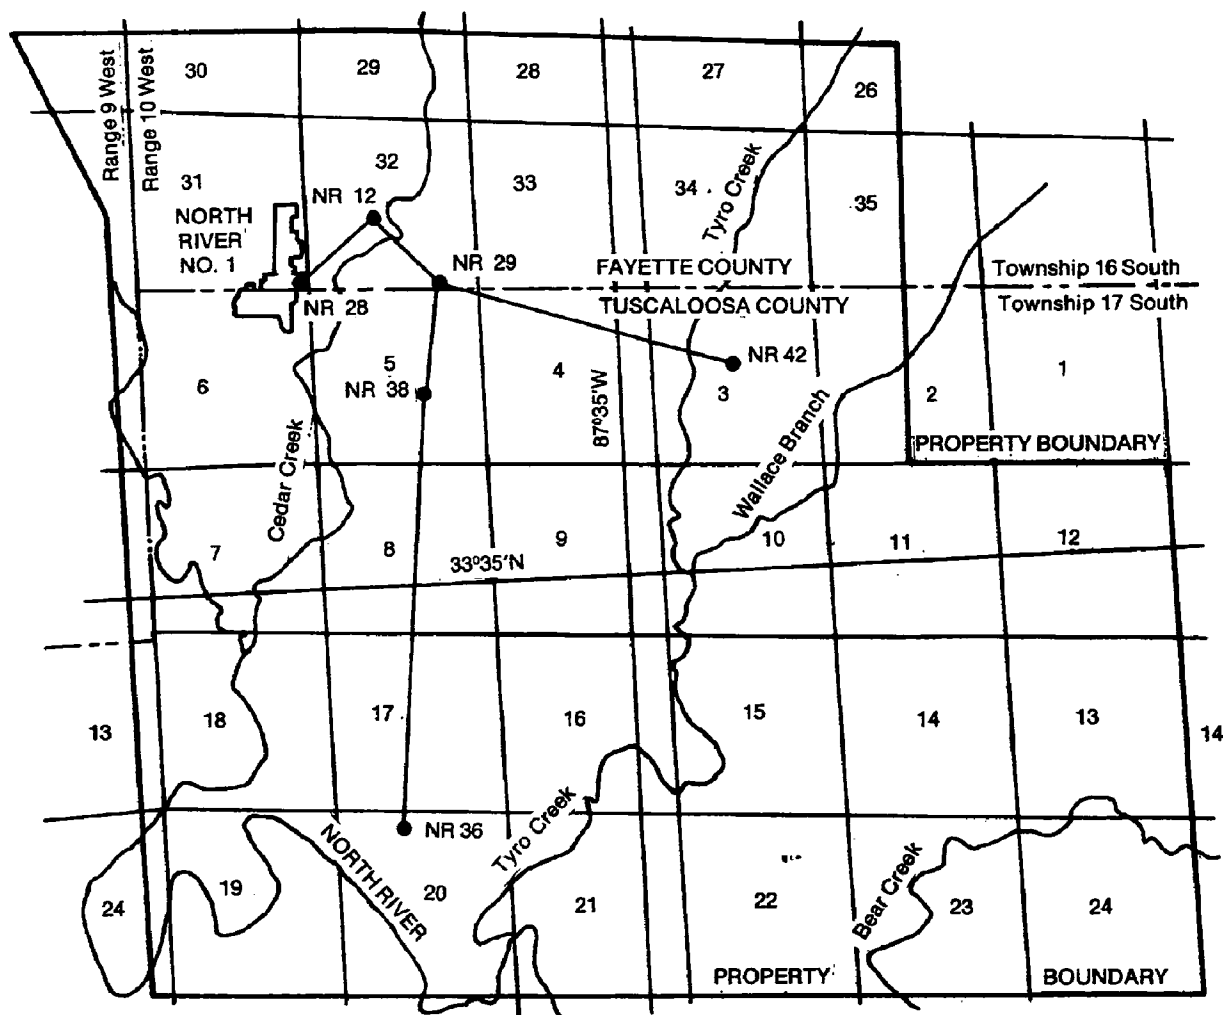 30
29
28
27
26
Range 9 West
Range 10 West
31
32
33
34
35
Tyro Creek
NR 12
NORTH
RIVER
NO. 1
NR 29
FAYETTE COUNTY
Township 16 South
NR 28
TUSCALOOSA COUNTY
Township 17 South
6
5
4
NR 42
3
2
1
NR 38
87°35'W
PROPERTY BOUNDARY
Cedar Creek
Wallace Branch
7
8
9
10
11
12
33°35'N
13
18
17
16
15
14
13
14
NR 36
Tyro Creek
NORTH RIVER
Bear Creek
24
19
20
21
22
23
24
PROPERTY BOUNDARY